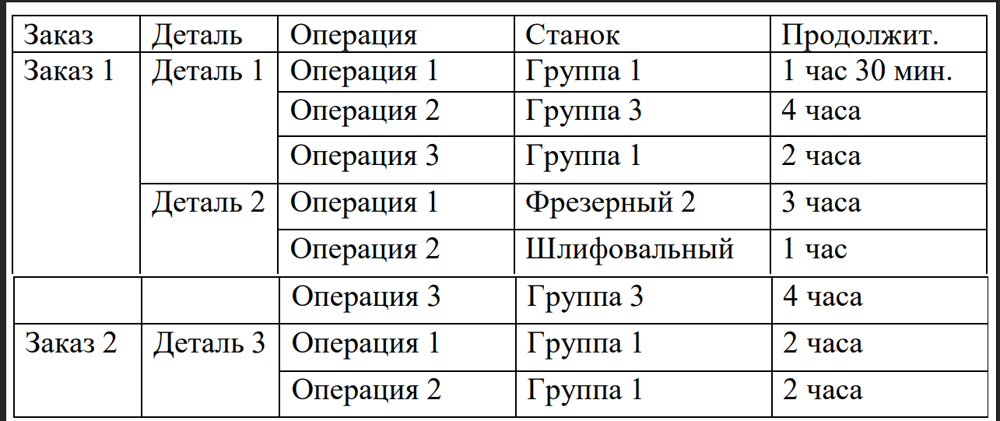 Заказ Деталь Операция Станок Продолжит.
Заказ 1 Деталь 1 Операция 1 Группа 1 1 час 30 мин.
Операция 2 Группа 3 4 часа
Операция 3 Группа 1 2 часа
Деталь 2 Операция 1 Фрезерный 2 3 часа
Операция 2 Шлифовальный 1 час
Операция 3 Группа 3 4 часа
Заказ 2 Деталь 3 Операция 1 Группа 1 2 часа
Операция 2 Группа 1 2 часа